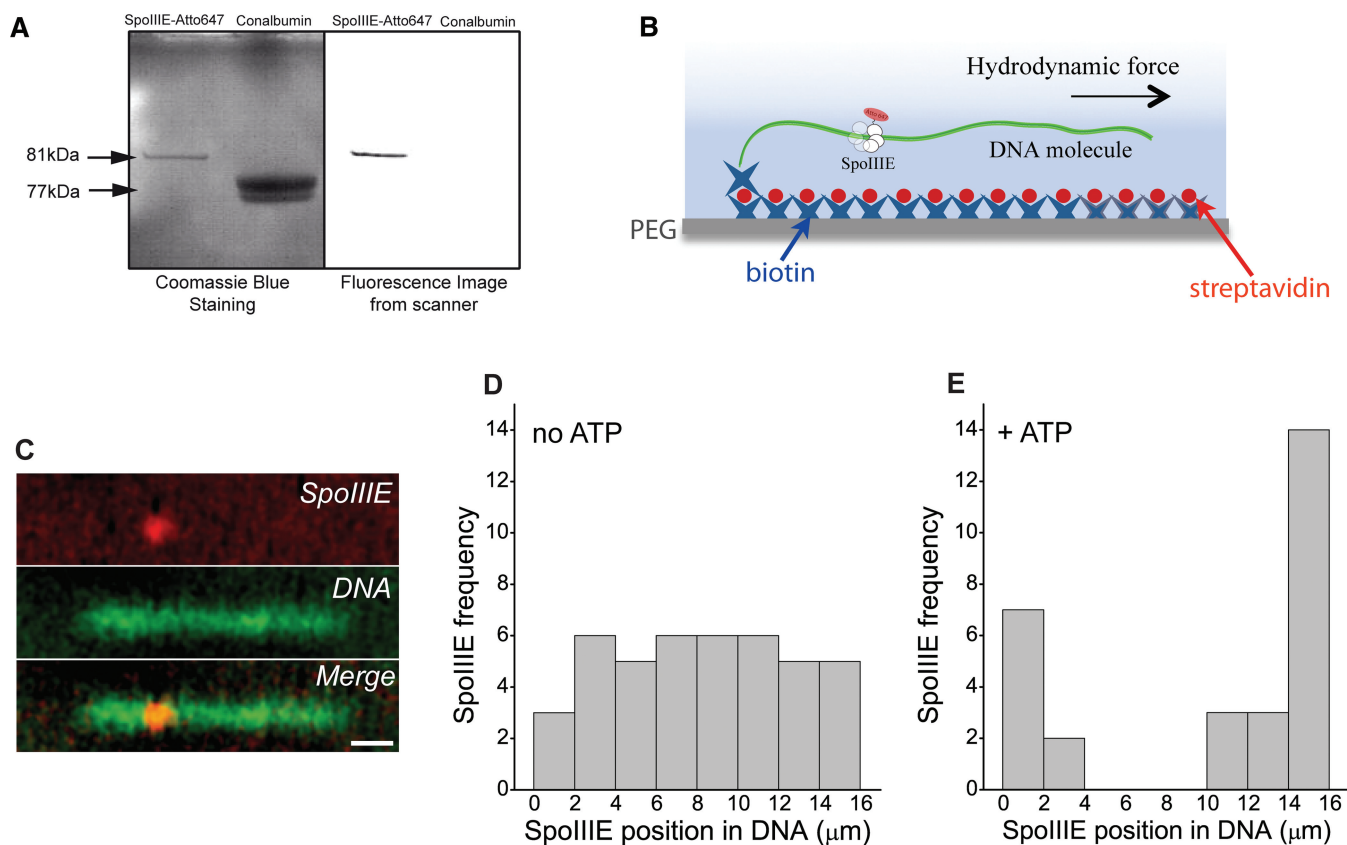 A
SpoIIIE-Atto647 Conalbumin SpoIIIE-Atto647 Conalbumin
81kDa
77kDa
Coomassie Blue
Staining
Fluorescence Image
from scanner
B
Hydrodynamic force
Atto 647
SpoIIIE
DNA molecule
PEG
biotin
streptavidin
C
SpoIIIE
DNA
Merge
D
no ATP
SpoIIIE frequency
14
12
10
8
6
4
2
0
0 2 4 6 8 10 12 14 16
SpoIIIE position in DNA (μm)
E
+ ATP
SpoIIIE frequency
14
12
10
8
6
4
2
0
0 2 4 6 8 10 12 14 16
SpoIIIE position in DNA (μm)